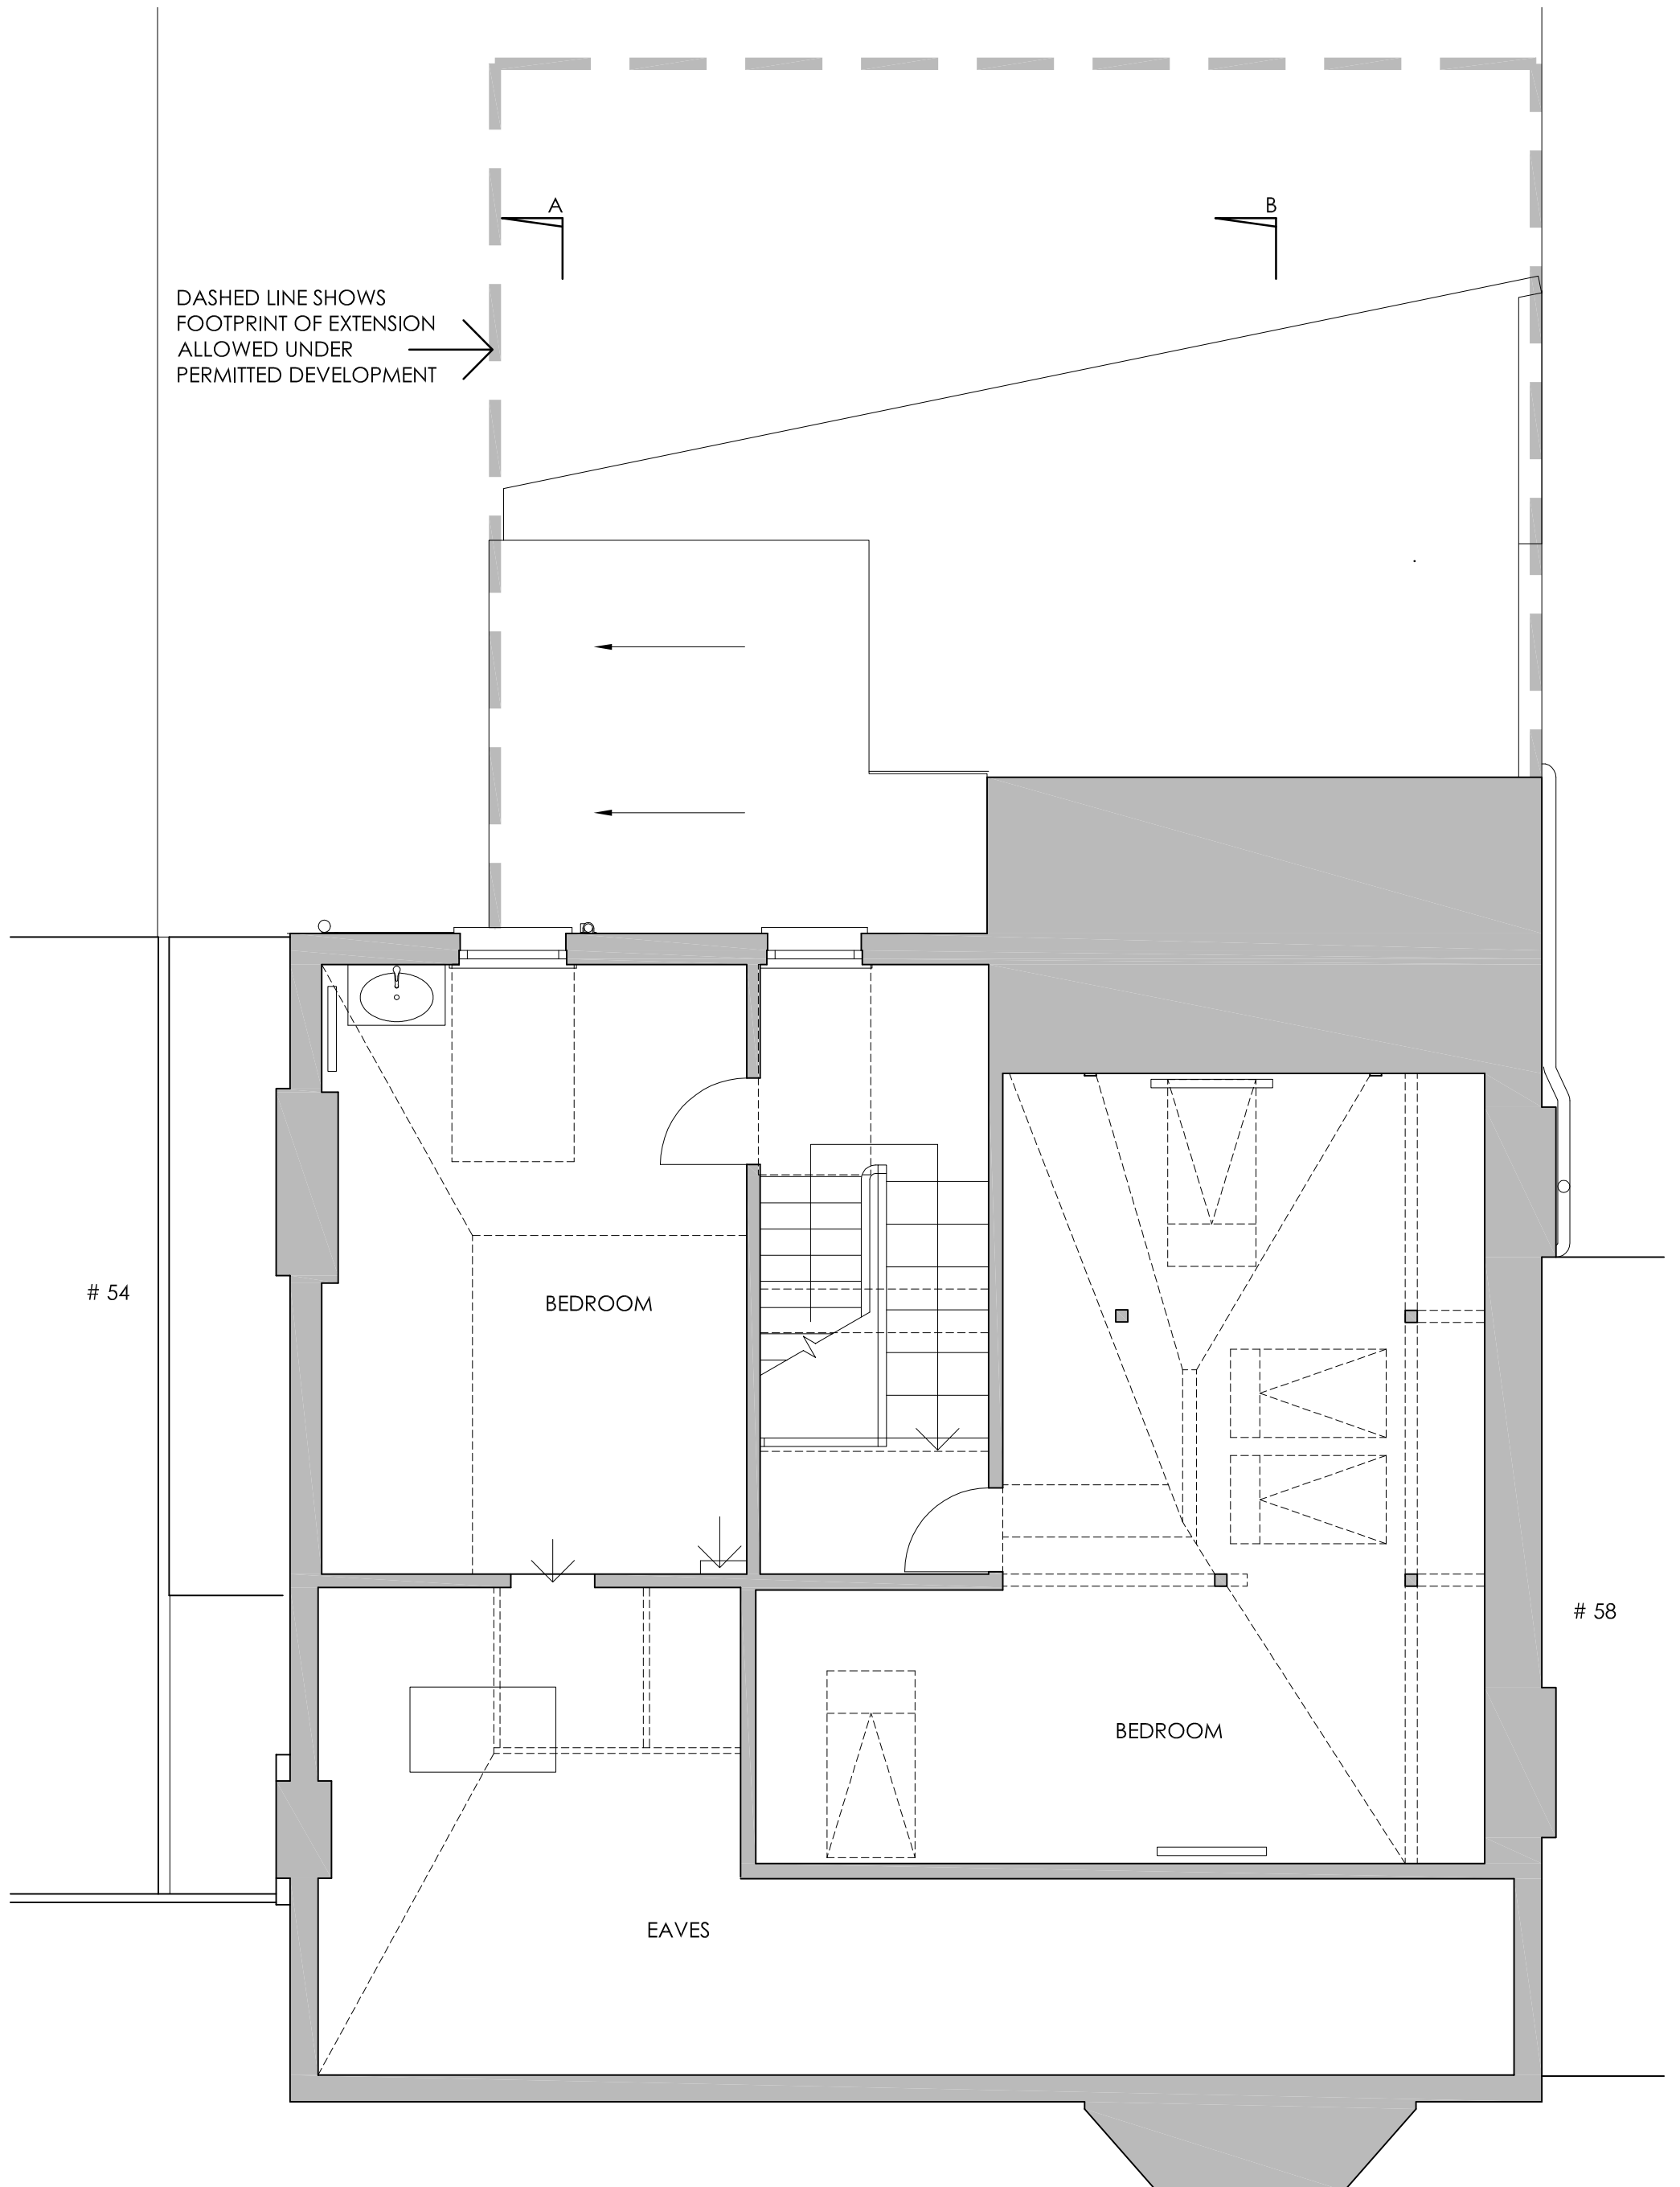 A
B
DASHED LINE SHOWS
FOOTPRINT OF EXTENSION
ALLOWED UNDER
PERMITTED DEVELOPMENT
# 54
BEDROOM
# 58
BEDROOM
EAVES